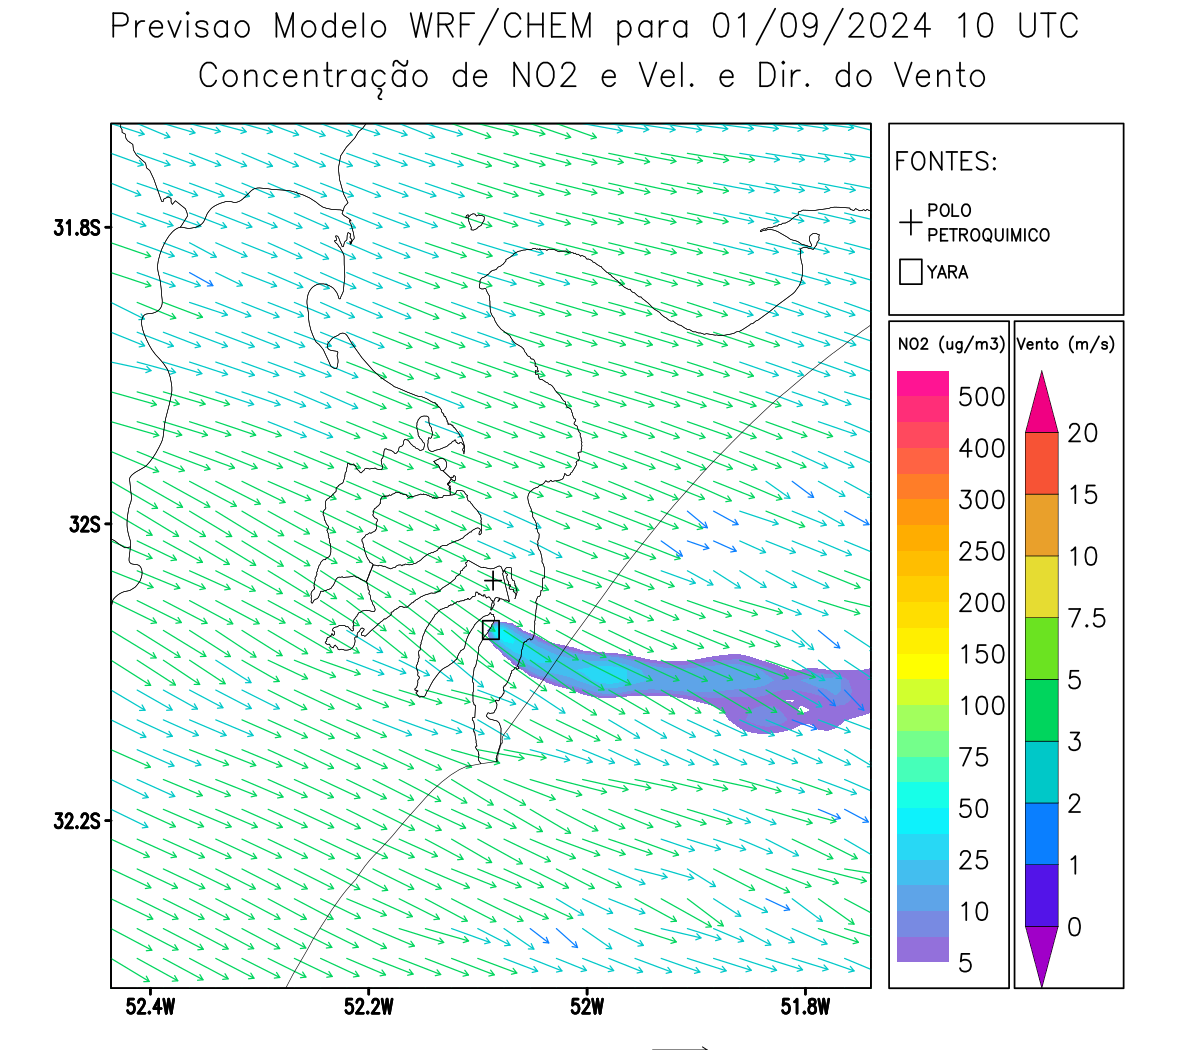 Previsao Modelo WRF/CHEM para 01/09/2024 10 UTC
Concentração de NO2 e Vel. e Dir. do Vento
FONTES:
POLO
PETROQUIMICO
YARA
31.8S
32S
32.2S
52.4W
52.2W
52W
51.8W
NO2 (ug/m3)
500
400
300
250
200
150
100
75
50
25
10
5
Vento (m/s)
20
15
10
7.5
5
3
2
1
0